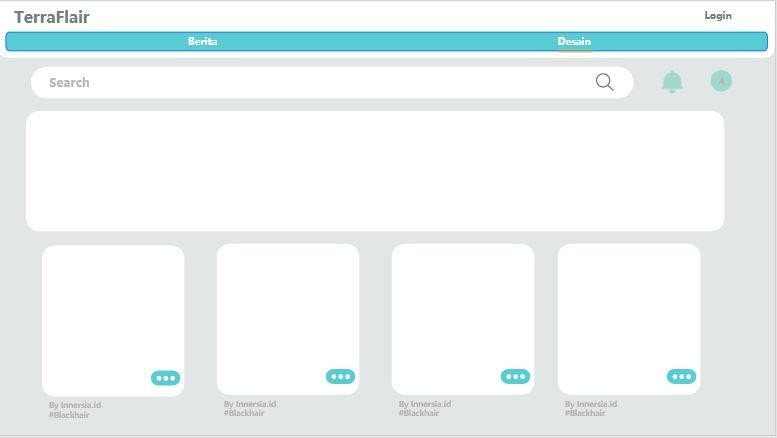 TerraFlair
Login
Berita
Desain
Search
A
By Innersia.id
#Blackhair
By Innersia.id
#Blackhair
By Innersia.id
#Blackhair
By Innersia.id
#Blackhair